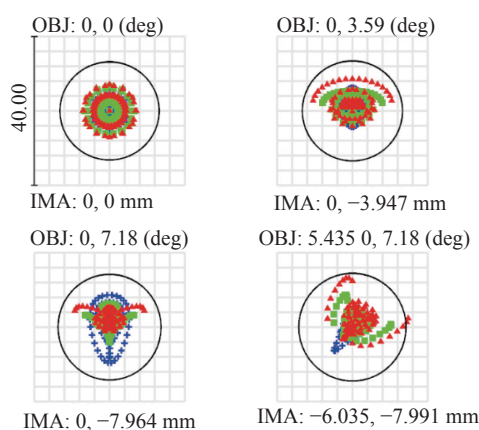 OBJ: 0, 0 (deg)
OBJ: 0, 3.59 (deg)
40.00
IMA: 0, 0 mm
IMA: 0, −3.947 mm
OBJ: 0, 7.18 (deg)
OBJ: 5.435 0, 7.18 (deg)
IMA: 0, −7.964 mm
IMA: −6.035, −7.991 mm